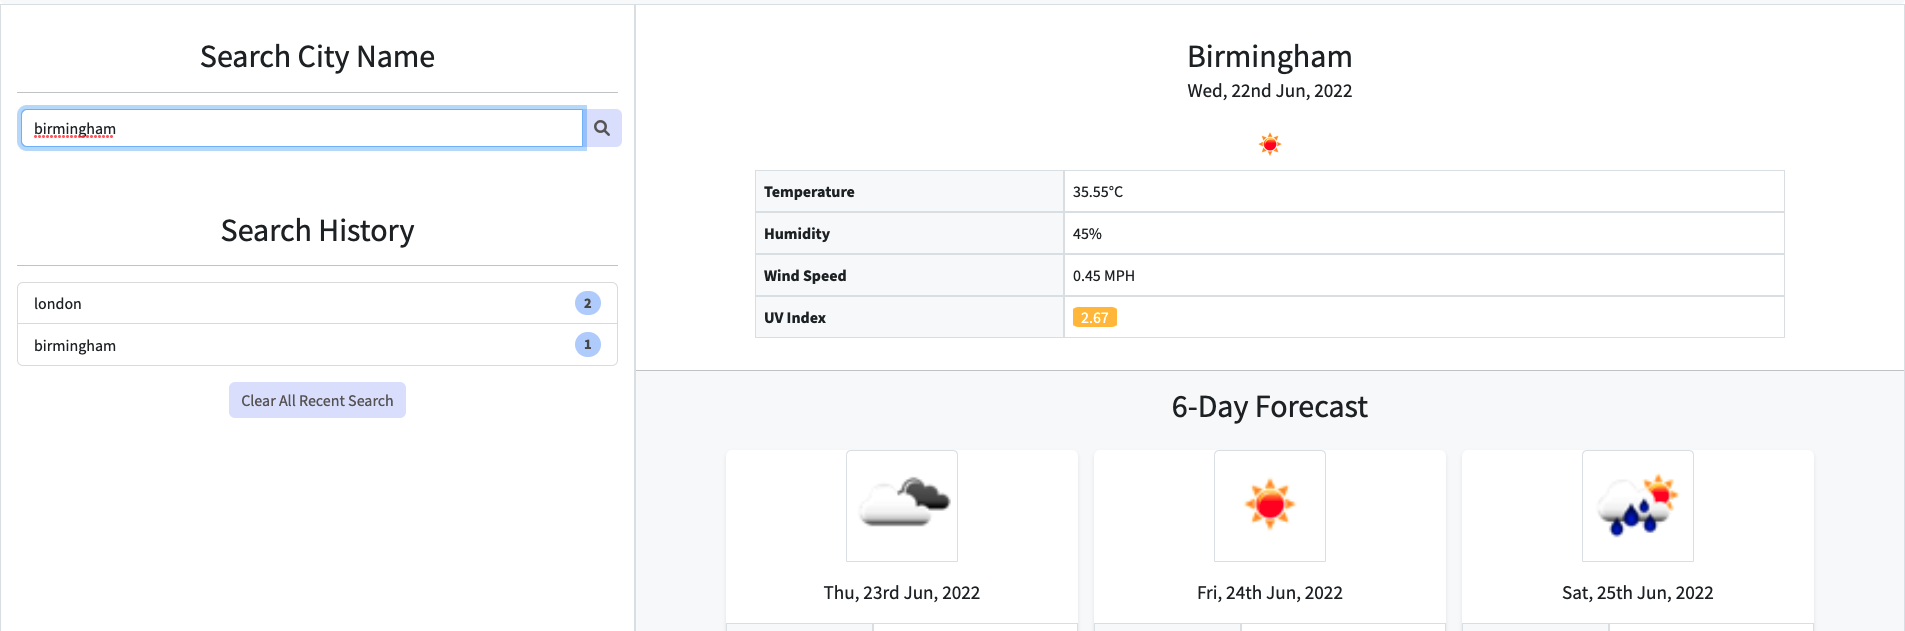 Search City Name
birmingham
Search History
london 2
birmingham 1
Clear All Recent Search
Birmingham
Wed, 22nd Jun, 2022
Temperature 35.55°C
Humidity 45%
Wind Speed 0.45 MPH
UV Index 2.67
6-Day Forecast
Thu, 23rd Jun, 2022
Fri, 24th Jun, 2022
Sat, 25th Jun, 2022